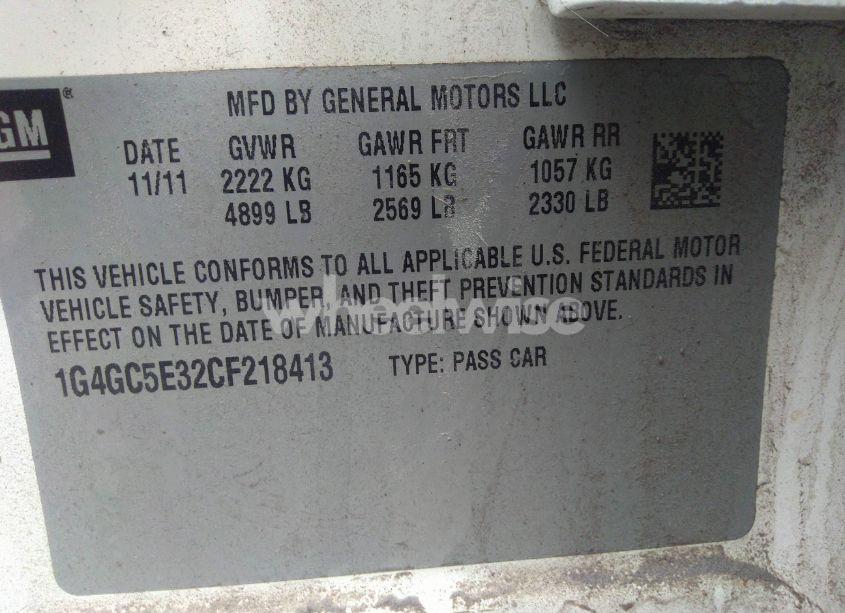 GM®
MFD BY GENERAL MOTORS LLC
DATE GVWR GAWR FRT GAWR RR
11/11 2222 KG 1165 KG 1057 KG
4899 LB 2569 LB 2330 LB
THIS VEHICLE CONFORMS TO ALL APPLICABLE U.S. FEDERAL MOTOR
VEHICLE SAFETY, BUMPER, AND THEFT PREVENTION STANDARDS IN
EFFECT ON THE DATE OF MANUFACTURE SHOWN ABOVE.
1G4GC5E32CF218413 TYPE: PASS CAR
wheelwise